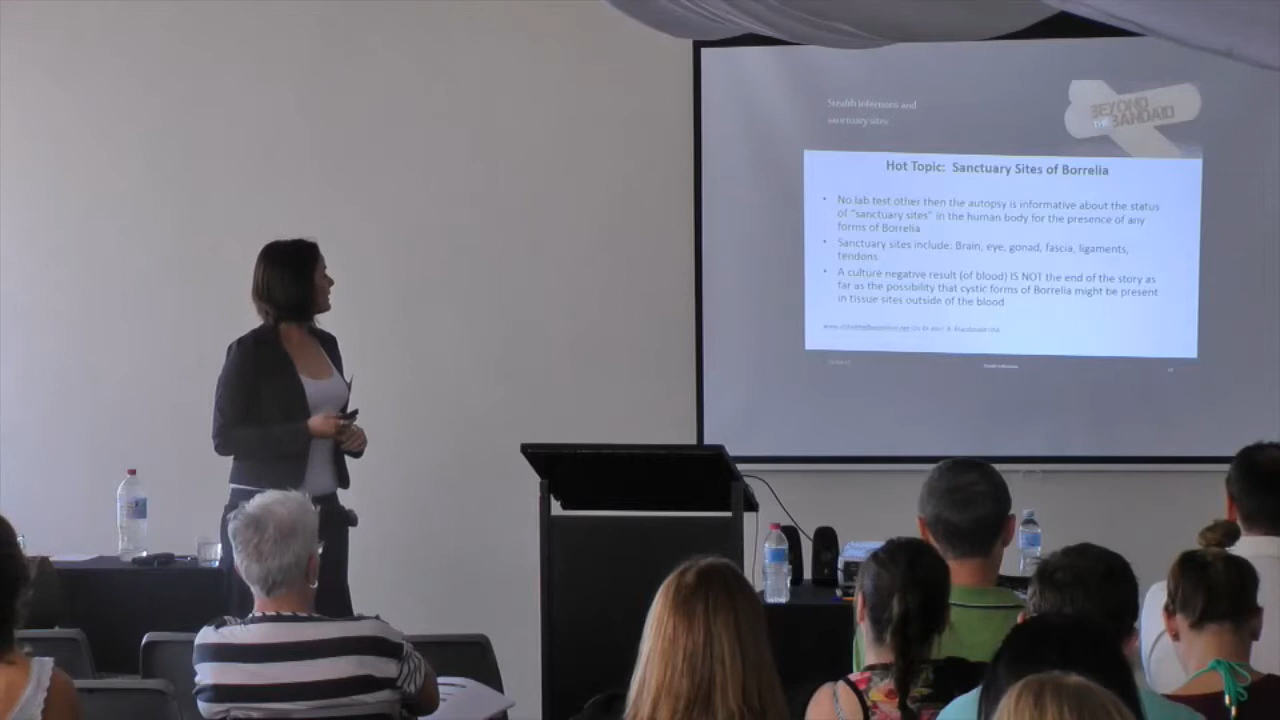 Stealth infections and
sanctuary sites
BEYOND
THE BANDAID
Hot Topic: Sanctuary Sites of Borrelia
• No lab test other then the autopsy is informative about the status
of "sanctuary sites" in the human body for the presence of any
forms of Borrelia
• Sanctuary sites include: Brain, eye, gonad, fascia, ligaments,
tendons
• A culture negative result (of blood) IS NOT the end of the story as
far as the possibility that cystic forms of Borrelia might be present
in tissue sites outside of the blood
Stealth Infections